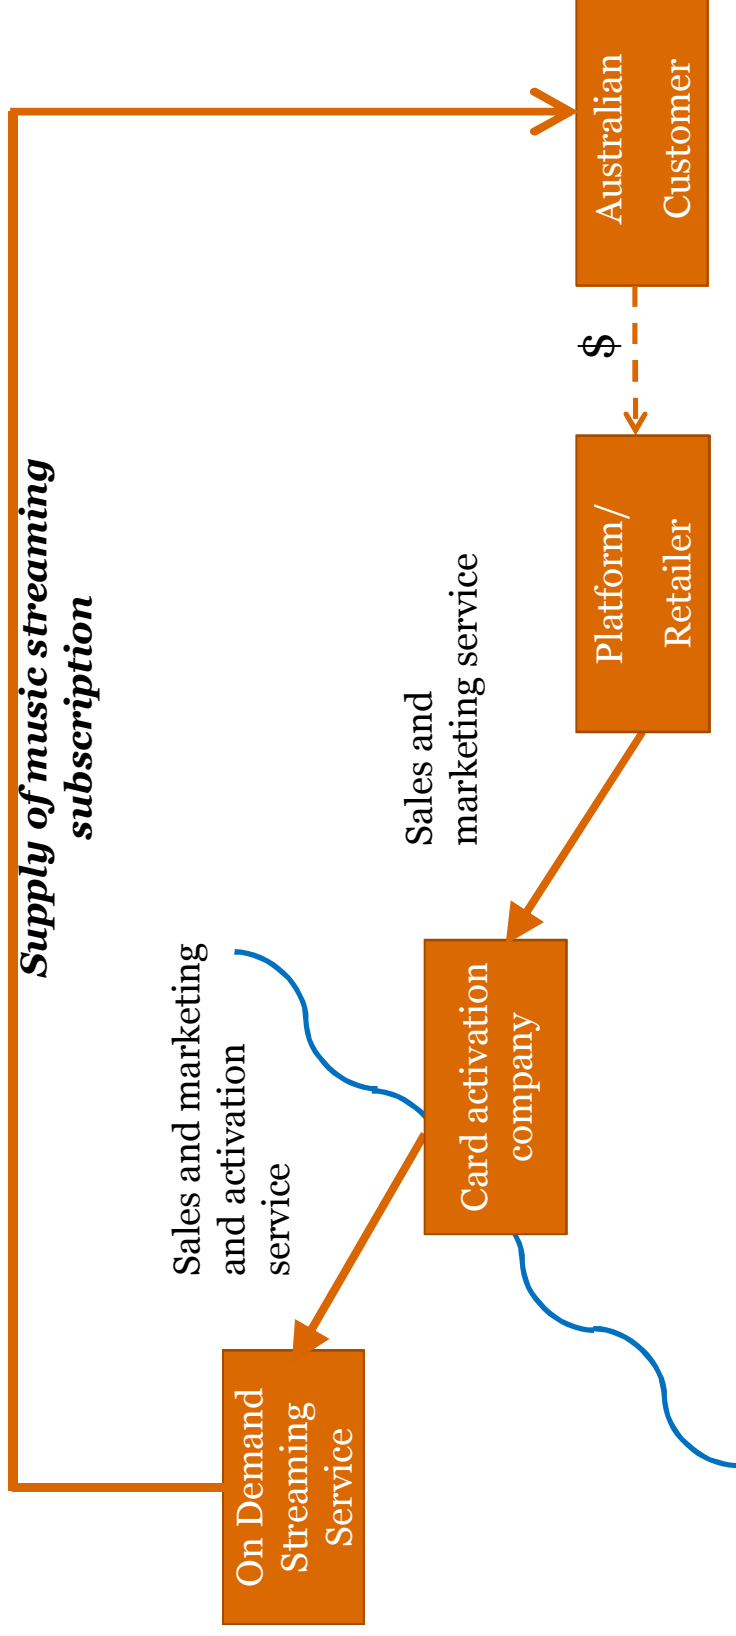 Supply of music streaming
subscription
Sales and marketing
and activation
service
On Demand
Streaming
Service
Card activation
company
Sales and
marketing service
Platform/
Retailer
$
Australian
Customer